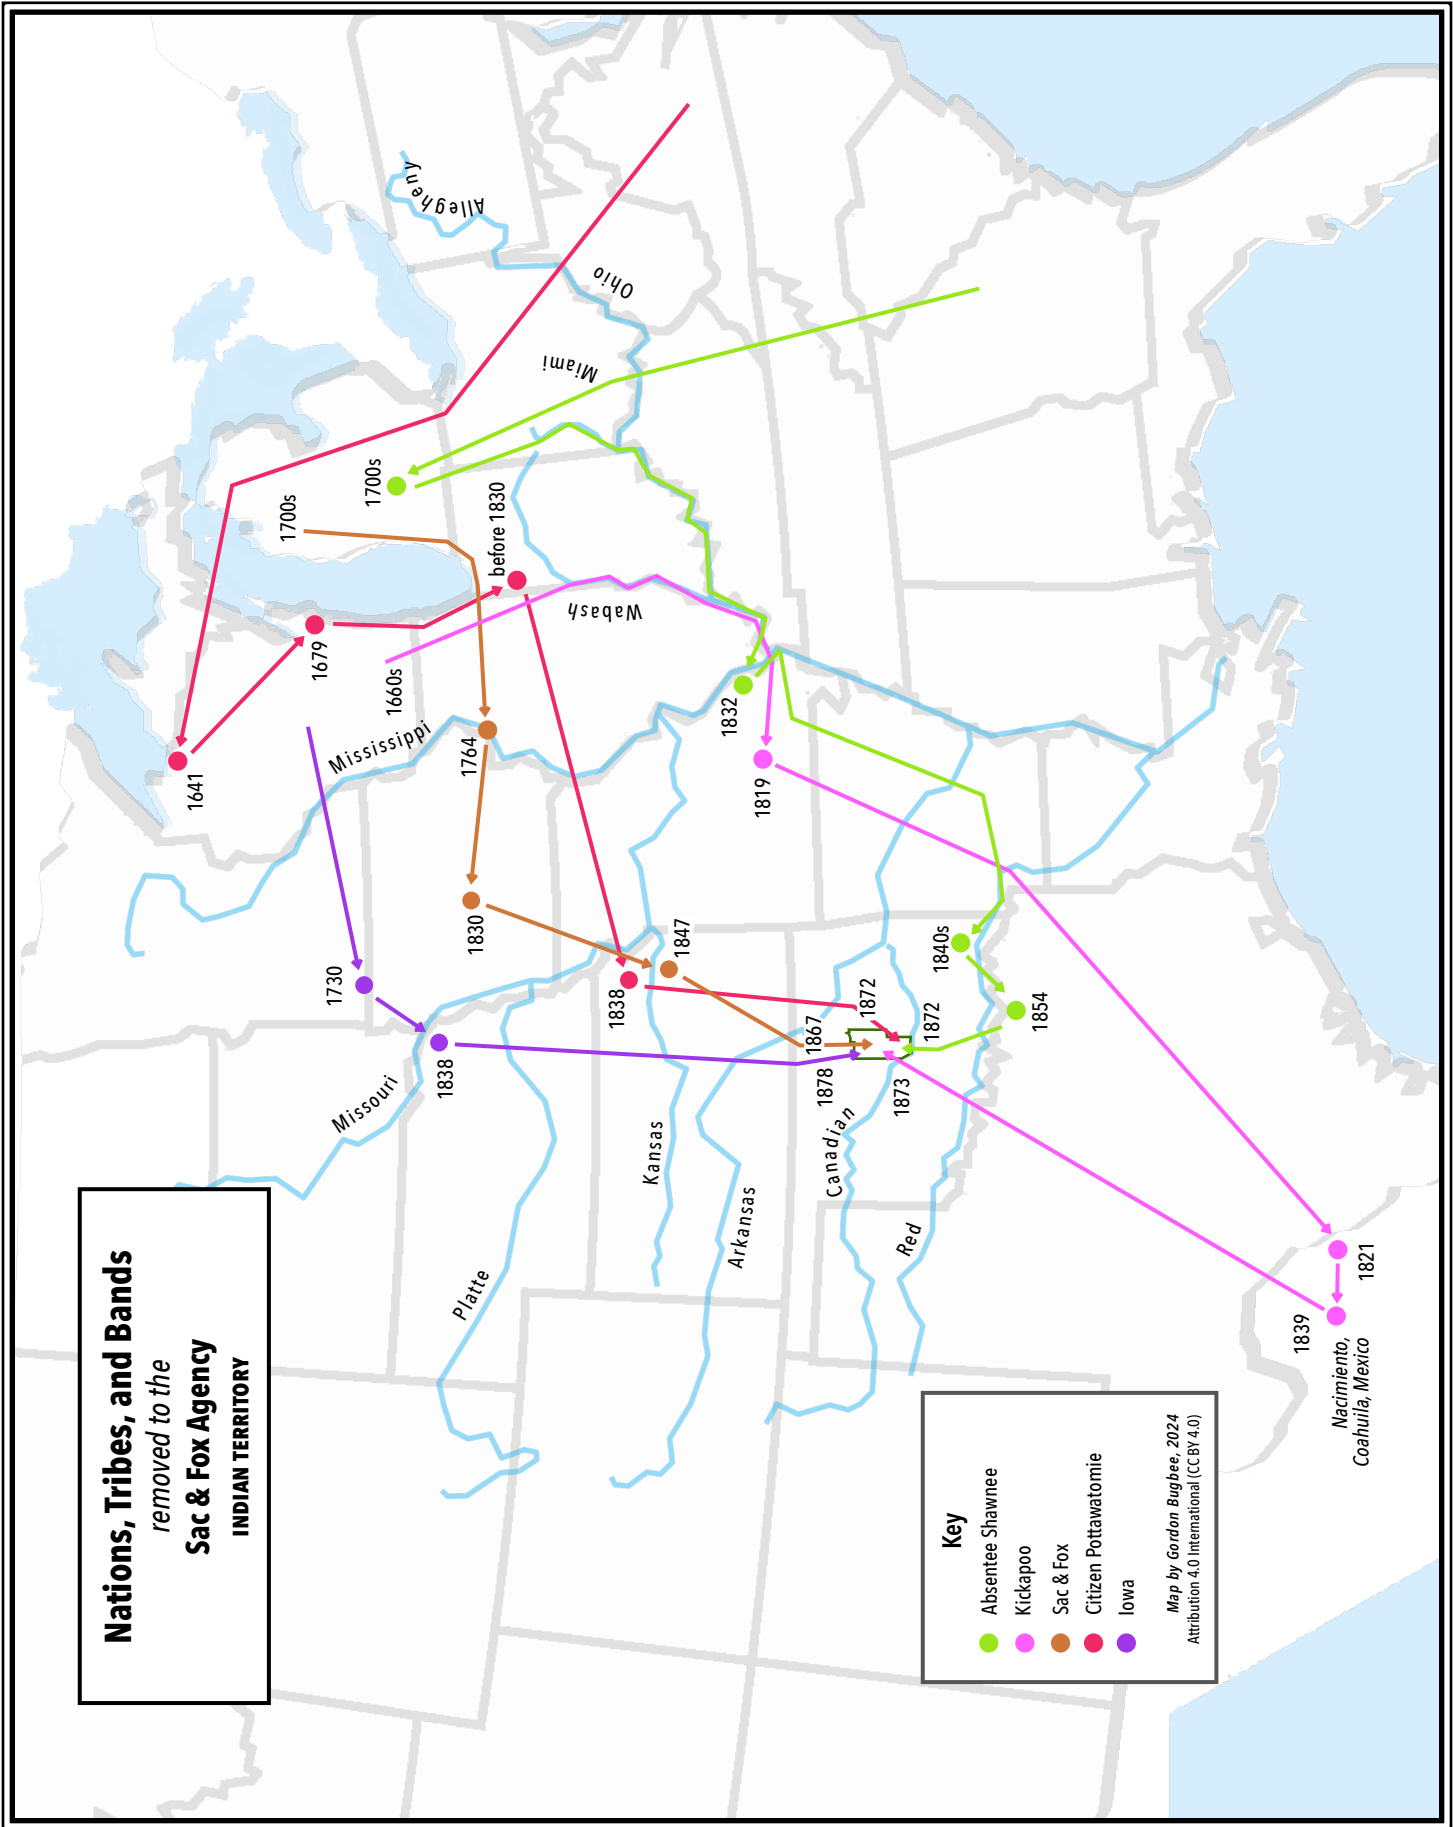 Nations, Tribes, and Bands
removed to the
Sac & Fox Agency
INDIAN TERRITORY
Allegheny
Ohio
Miami
Wabash
Mississippi
Missouri
Platte
Kansas
Arkansas
Canadian
Red
1700s
1700s
before 1830
1679
1660s
1641
1764
1832
1819
1830
1730
1838
1847
1838
1840s
1854
1867
1872
1872
1878
1873
1821
1839
Nacimiento,
Coahuila, Mexico
Key
Absentee Shawnee
Kickapoo
Sac & Fox
Citizen Pottawatomie
Iowa
Map by Gordon Bugbee, 2024
Attribution 4.0 International (CC BY 4.0)